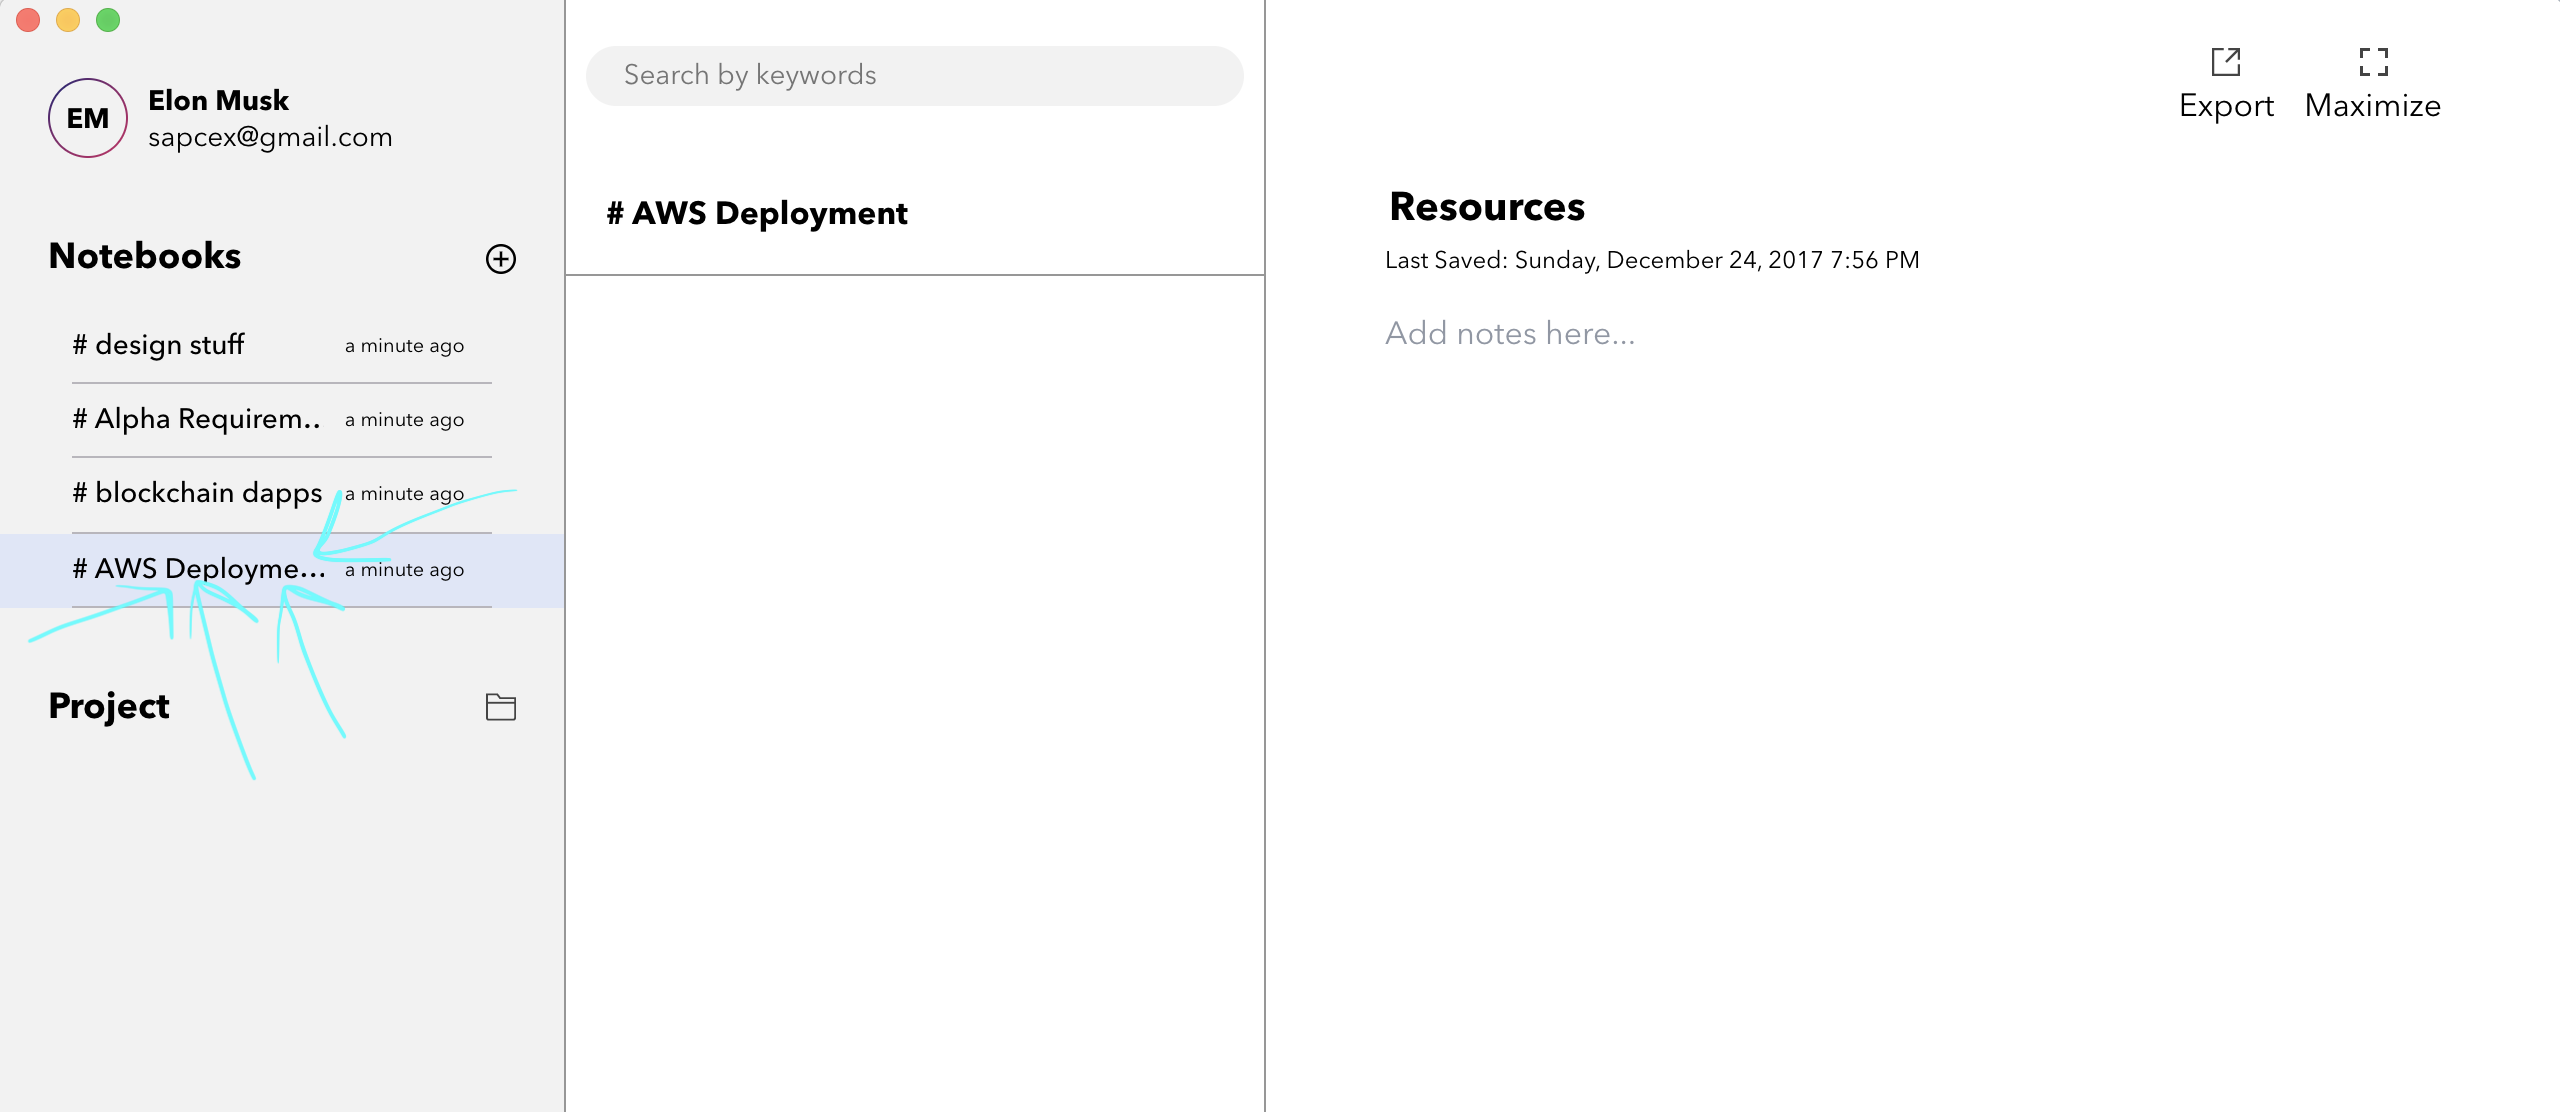 EM
Elon Musk
sapcex@gmail.com
Notebooks
# design stuff a minute ago
# Alpha Requirem.. a minute ago
# blockchain dapps a minute ago
# AWS Deployme... a minute ago
Project
Search by keywords
# AWS Deployment
Export Maximize
Resources
Last Saved: Sunday, December 24, 2017 7:56 PM
Add notes here...